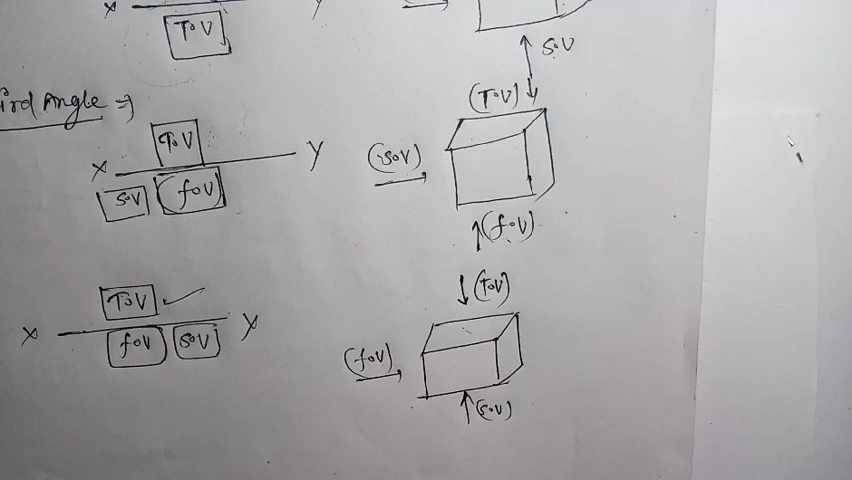 X Y
T.O.V
S.O.V
ird Angle ⇒
(T.O.V)
T.O.V
X Y
S.O.V (f.O.V)
(S.O.V)
(f.O.V)
T.O.V
X Y
f.O.V S.O.V
(T.O.V)
(f.O.V)
(S.O.V)